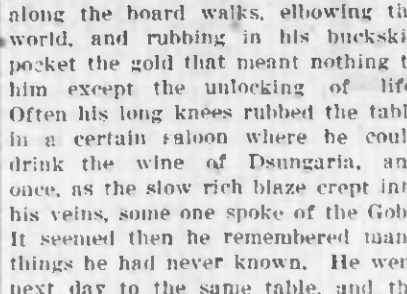 along the board walks, elbowing th
world, and rubbing in his buckski
pocket the gold that meant nothing t
him except the unlocking of life
Often his long knees rubbed the tabl
in a certain saloon where he coul
drink the wine of Dsungaria, an
once, as the slow rich blaze crept int
his veins, some one spoke of the Gob
It seemed then he remembered man
things he had never known. He wen
next day to the same table, and th